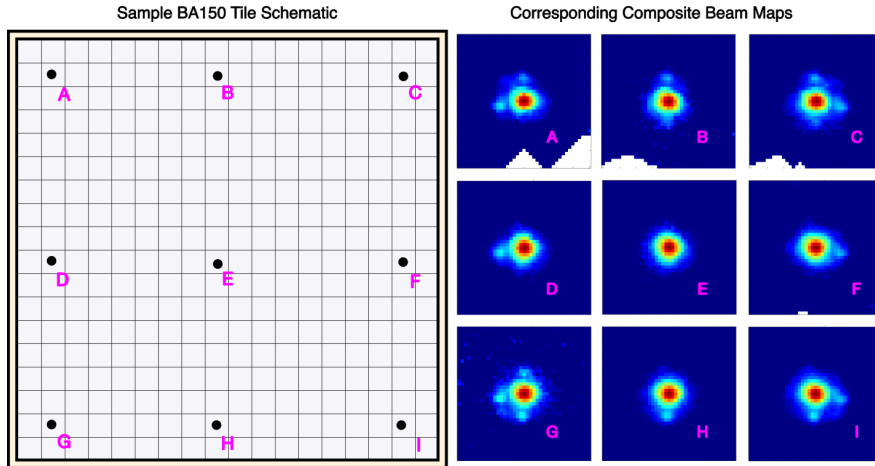 Sample BA150 Tile Schematic
Corresponding Composite Beam Maps
A
B
C
D
E
F
G
H
I
A
B
C
D
E
F
G
H
I